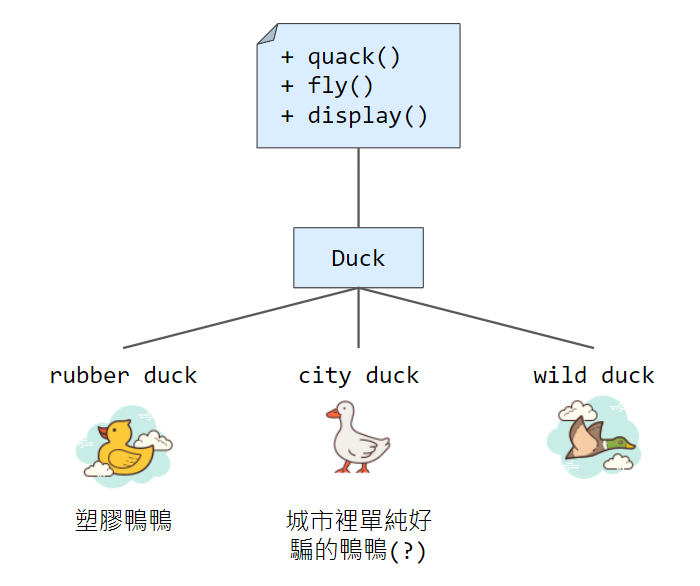 + quack()
+ fly()
+ display()
Duck
rubber duck
city duck
wild duck
塑膠鴨鴨
城市裡單純好
騙的鴨鴨(?)